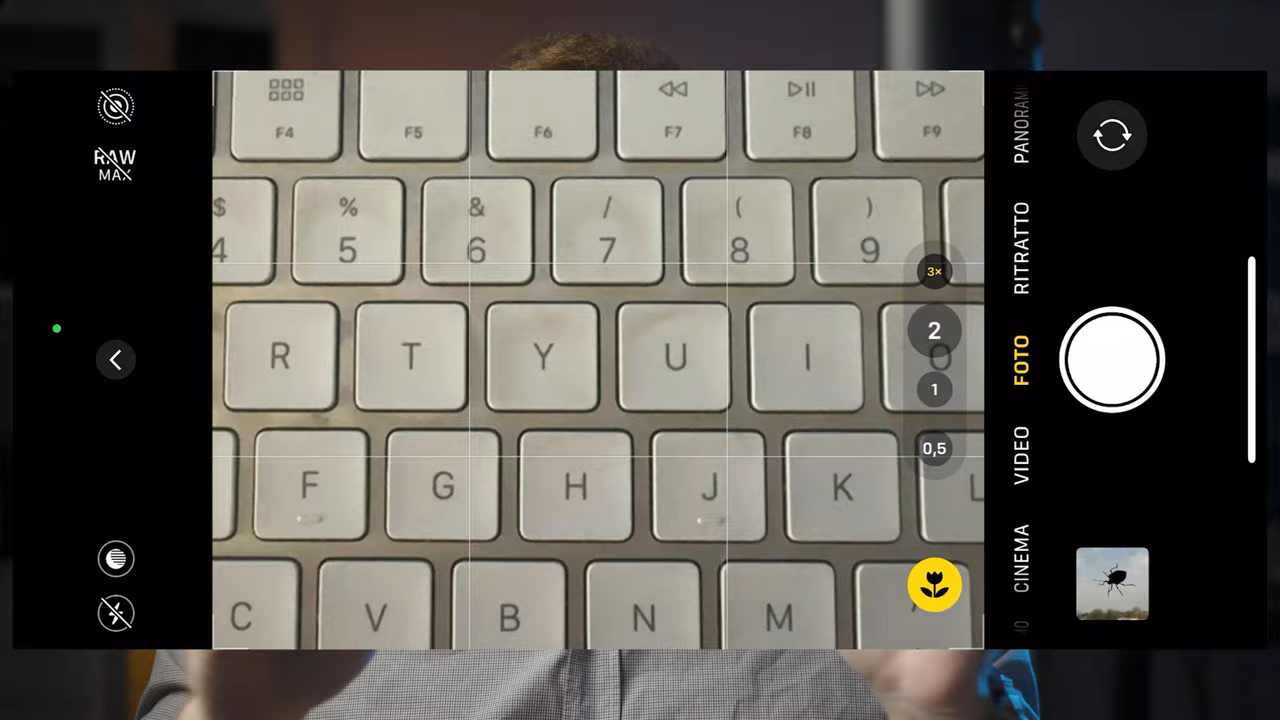 RAW
MAX
F4 F5 F6 F7 F8 F9
$ % & / ( )
4 5 6 7 8 9
R T Y U I O
F G H J K L
C V B N M
3×
2
1
0,5
PANORAMI
RITRATTO
FOTO
VIDEO
CINEMA